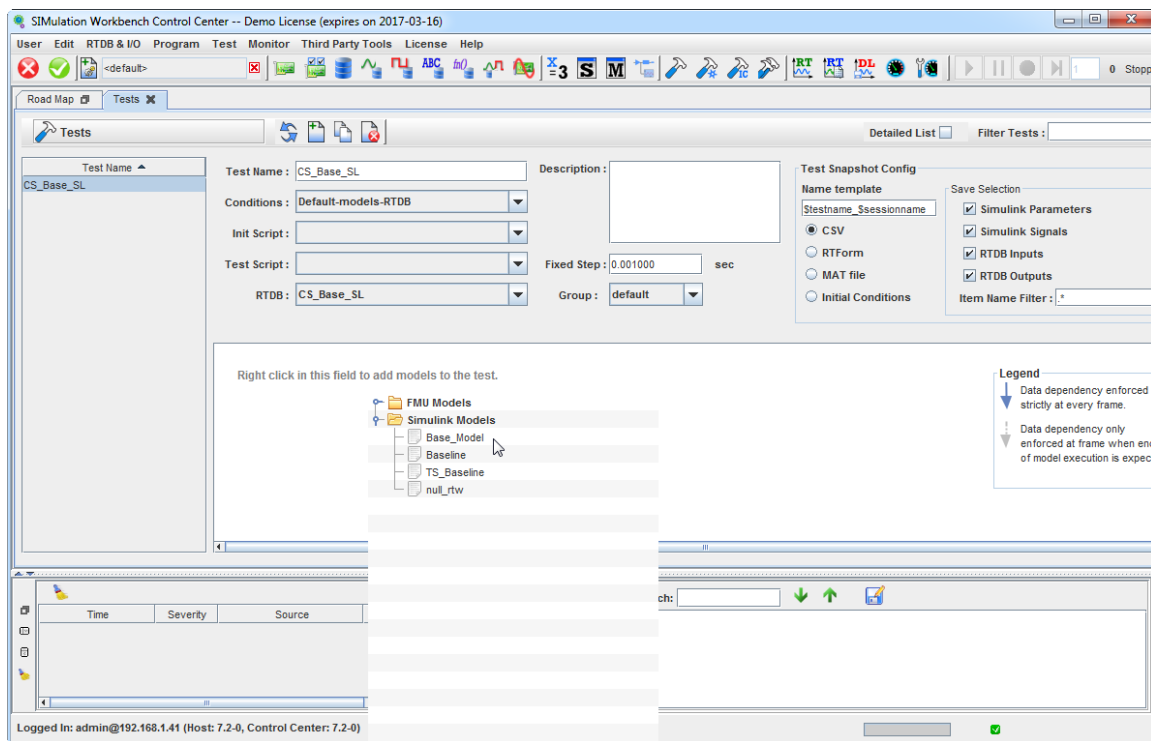 SIMulation Workbench Control Center -- Demo License (expires on 2017-03-16)
User Edit RTDB & I/O Program Test Monitor Third Party Tools License Help
<default> ABC f(t) X=3 S M IC RT RT DL 1 0 Stopp
Road Map Tests
Tests Detailed List Filter Tests :
Test Name
CS_Base_SL
Test Name : CS_Base_SL
Conditions : Default-models-RTDB
Init Script :
Test Script :
RTDB : CS_Base_SL
Description :
Fixed Step : 0.001000 sec
Group : default
Test Snapshot Config
Name template
$testname_$sessionname
CSV
RTForm
MAT file
Initial Conditions
Save Selection
Simulink Parameters
Simulink Signals
RTDB Inputs
RTDB Outputs
Item Name Filter : .*
Right click in this field to add models to the test.
FMU Models
Simulink Models
Base_Model
Baseline
TS_Baseline
null_rtw
Legend
Data dependency enforced
strictly at every frame.
Data dependency only
enforced at frame when en
of model execution is expec
Time Severity Source
ch:
Logged In: admin@192.168.1.41 (Host: 7.2-0, Control Center: 7.2-0)